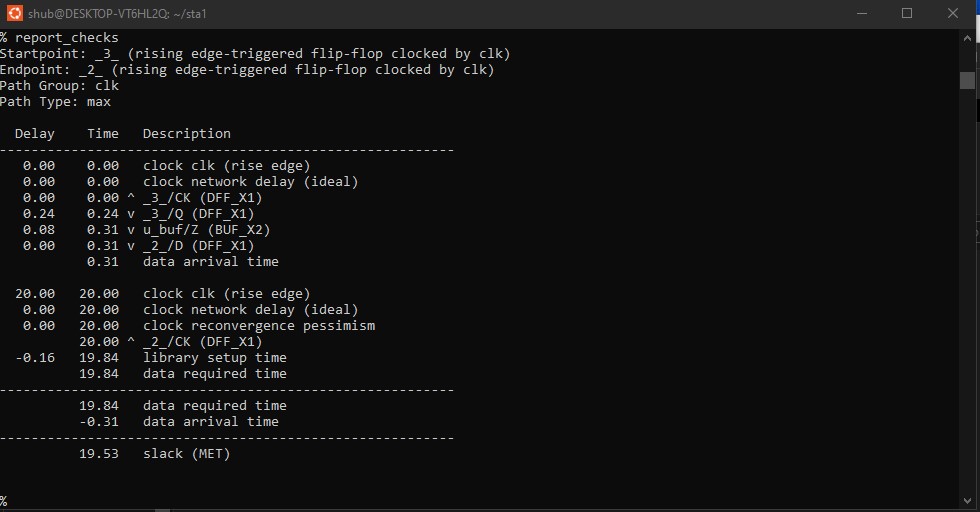 shub@DESKTOP-VT6HL2Q: ~/sta1
% report_checks
Startpoint: _3_ (rising edge-triggered flip-flop clocked by clk)
Endpoint: _2_ (rising edge-triggered flip-flop clocked by clk)
Path Group: clk
Path Type: max
  Delay    Time   Description
---------------------------------------------------------
   0.00    0.00   clock clk (rise edge)
   0.00    0.00   clock network delay (ideal)
   0.00    0.00 ^ _3_/CK (DFF_X1)
   0.24    0.24 v _3_/Q (DFF_X1)
   0.08    0.31 v u_buf/Z (BUF_X2)
   0.00    0.31 v _2_/D (DFF_X1)
           0.31   data arrival time
  20.00   20.00   clock clk (rise edge)
   0.00   20.00   clock network delay (ideal)
   0.00   20.00   clock reconvergence pessimism
          20.00 ^ _2_/CK (DFF_X1)
  -0.16   19.84   library setup time
          19.84   data required time
---------------------------------------------------------
          19.84   data required time
          -0.31   data arrival time
---------------------------------------------------------
          19.53   slack (MET)
%